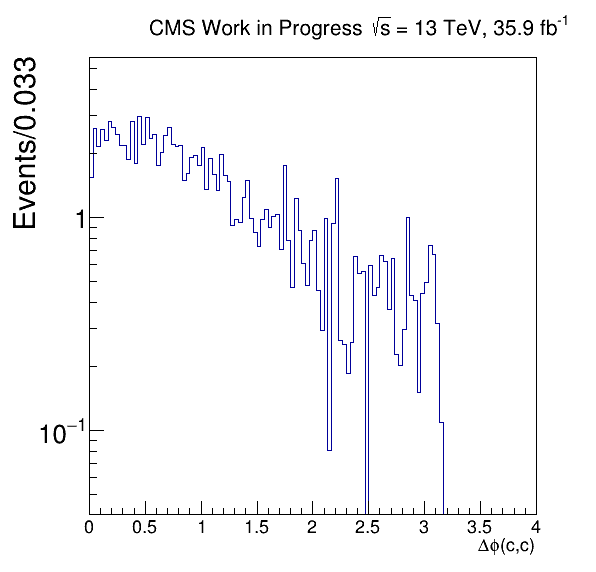 CMS Work in Progress √s = 13 TeV, 35.9 fb⁻¹
Events/0.033
1
10⁻¹
0 0.5 1 1.5 2 2.5 3 3.5 4
Δϕ(c,c)